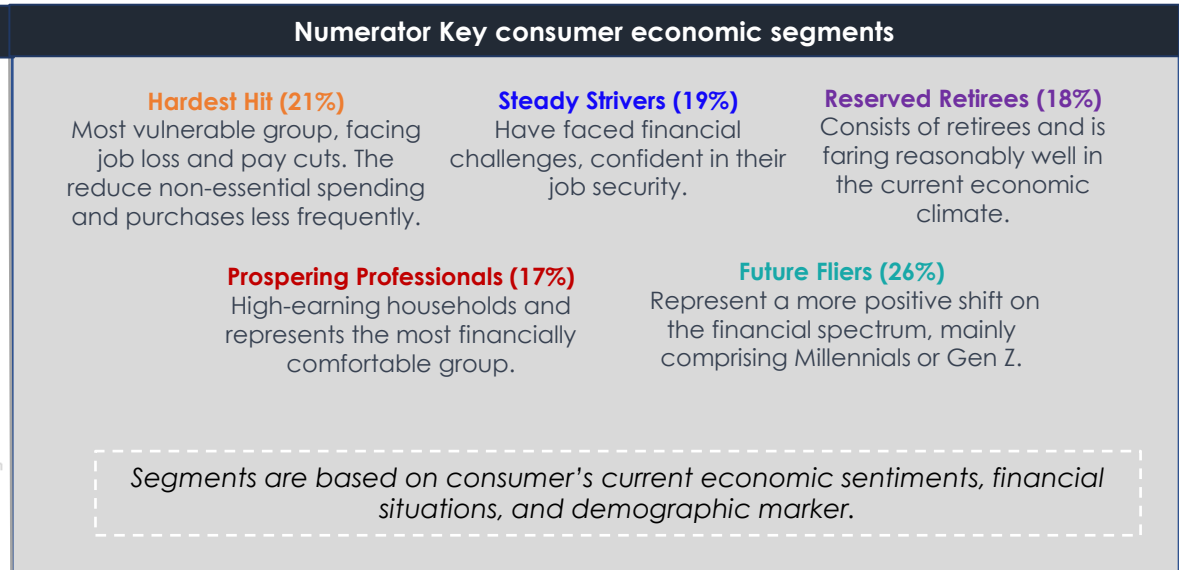 Numerator Key consumer economic segments
Hardest Hit (21%)
Most vulnerable group, facing
job loss and pay cuts. The
reduce non-essential spending
and purchases less frequently.
Steady Strivers (19%)
Have faced financial
challenges, confident in their
job security.
Reserved Retirees (18%)
Consists of retirees and is
faring reasonably well in
the current economic
climate.
Prospering Professionals (17%)
High-earning households and
represents the most financially
comfortable group.
Future Fliers (26%)
Represent a more positive shift on
the financial spectrum, mainly
comprising Millennials or Gen Z.
Segments are based on consumer’s current economic sentiments, financial
situations, and demographic marker.